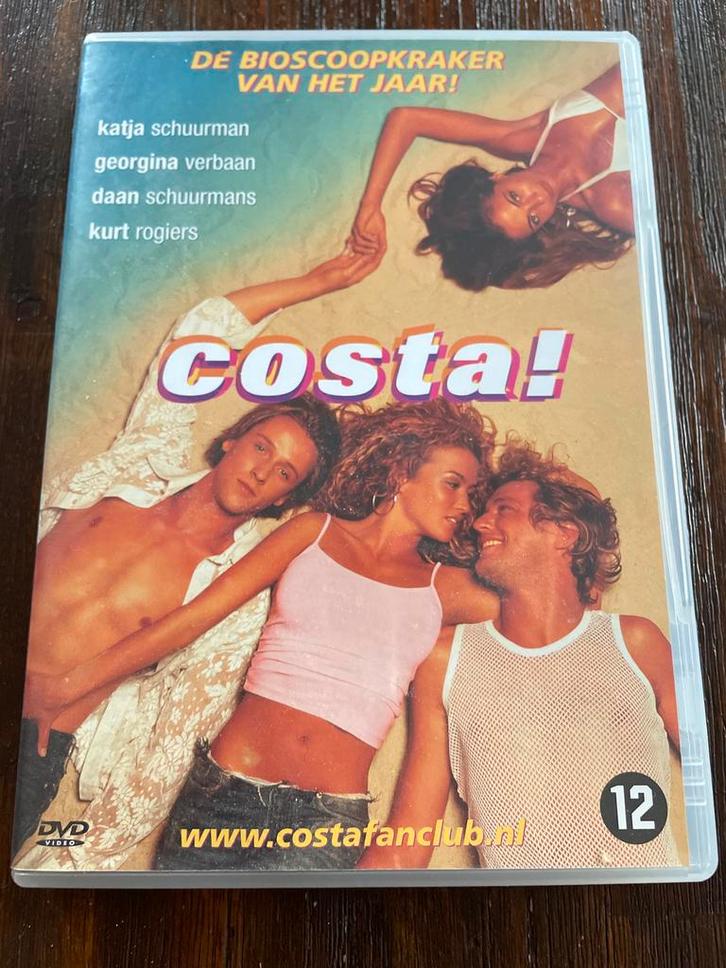 DE BIOSCOOPKRAKER
VAN HET JAAR!
katja schuurman
georgina verbaan
daan schuurmans
kurt rogiers
costa!
12
DVD
VIDEO
www.costafanclub.nl